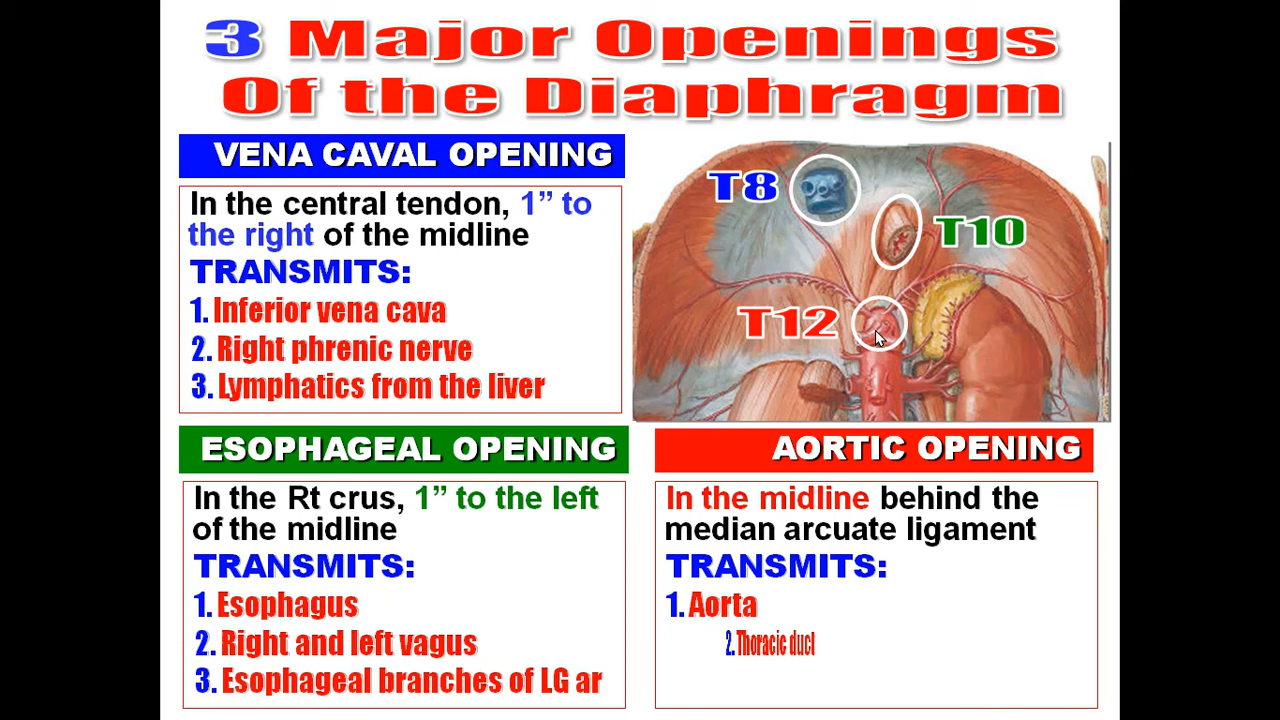 3 Major Openings
Of the Diaphragm
VENA CAVAL OPENING
In the central tendon, 1” to
the right of the midline
TRANSMITS:
1. Inferior vena cava
2. Right phrenic nerve
3. Lymphatics from the liver
T8
T10
T12
ESOPHAGEAL OPENING
In the Rt crus, 1” to the left
of the midline
TRANSMITS:
1. Esophagus
2. Right and left vagus
3. Esophageal branches of LG ar
AORTIC OPENING
In the midline behind the
median arcuate ligament
TRANSMITS:
1. Aorta
2. Thoracic duct